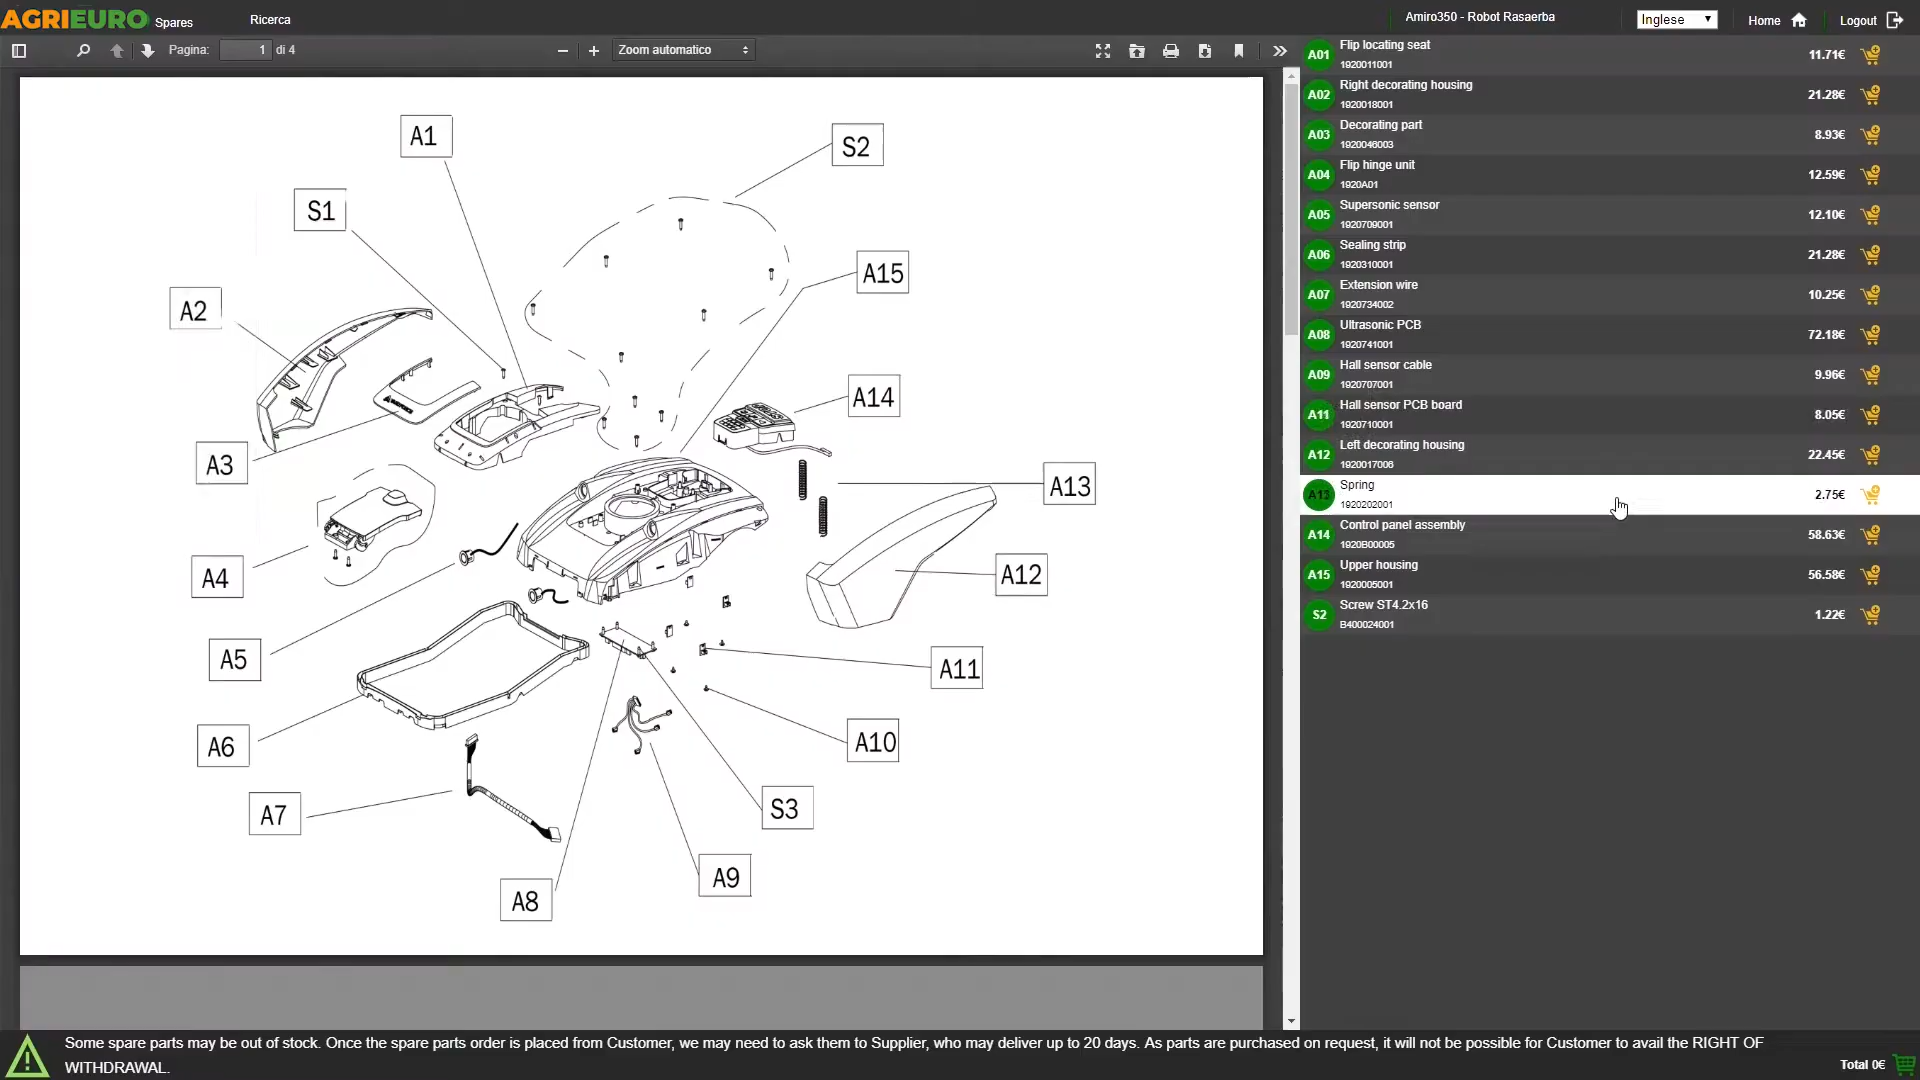 AGRIEURO Spares
Ricerca
Amiro350 - Robot Rasaerba
Inglese
Home
Logout
Pagina: 1 di 4
Zoom automatico
A1
S2
S1
A15
A2
A14
A3
A13
A4
A12
A5
A11
A6
A10
A7
S3
A9
A8
A01 Flip locating seat 11.71€
1920011001
A02 Right decorating housing 21.28€
1920018001
A03 Decorating part 8.93€
1920046003
A04 Flip hinge unit 12.59€
1920A01
A05 Supersonic sensor 12.10€
1920709001
A06 Sealing strip 21.28€
1920310001
A07 Extension wire 10.25€
1920734002
A08 Ultrasonic PCB 72.18€
1920741001
A09 Hall sensor cable 9.96€
1920707001
A11 Hall sensor PCB board 8.05€
1920710001
A12 Left decorating housing 22.45€
1920017006
A13 Spring 2.75€
1920202001
A14 Control panel assembly 58.63€
1920B00005
A15 Upper housing 56.58€
1920005001
S2 Screw ST4.2x16 1.22€
B400024001
Some spare parts may be out of stock. Once the spare parts order is placed from Customer, we may need to ask them to Supplier, who may deliver up to 20 days. As parts are purchased on request, it will not be possible for Customer to avail the RIGHT OF
WITHDRAWAL.
Total 0€